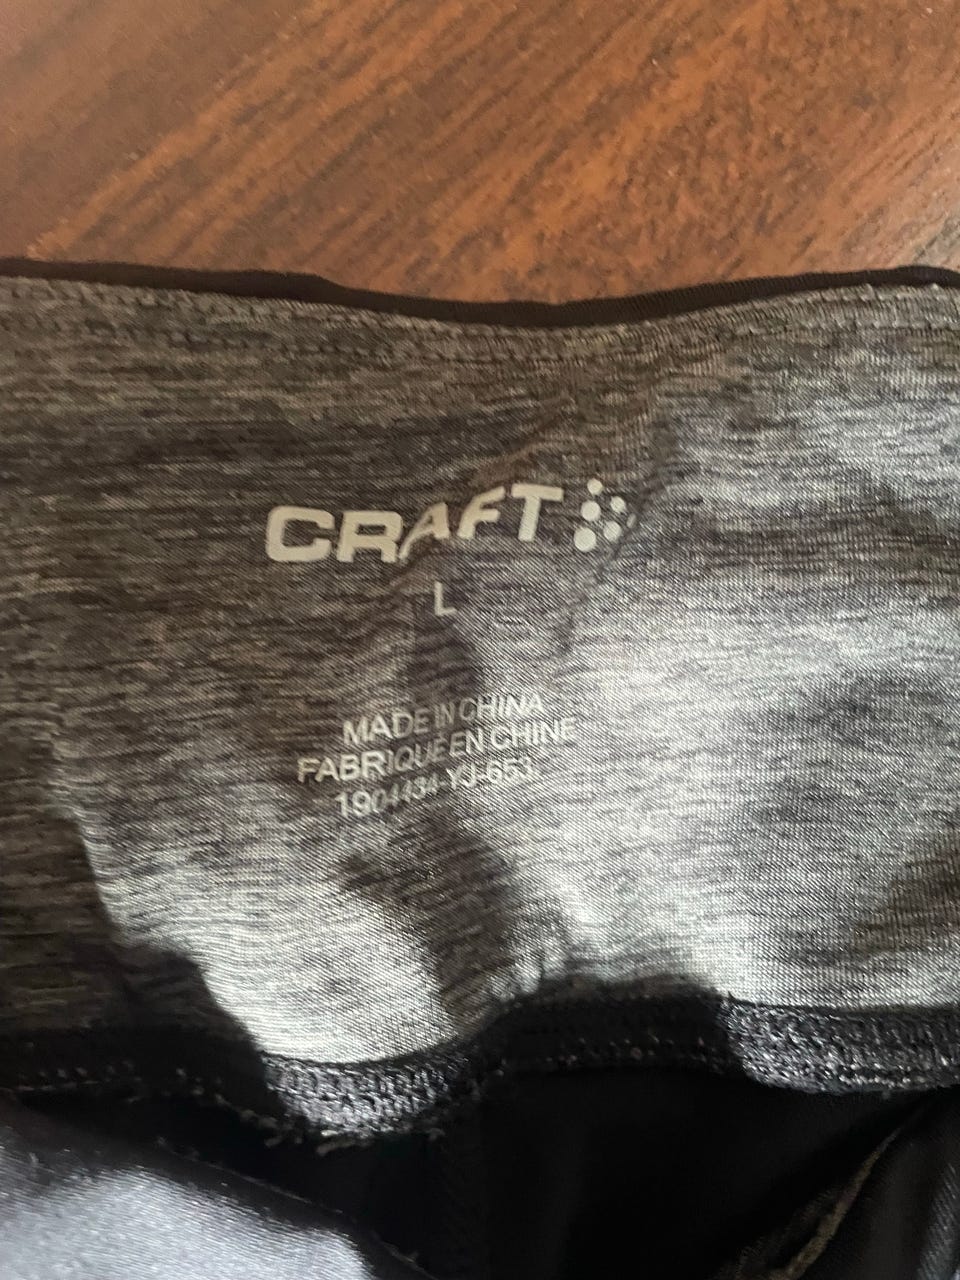 CRAFT
L
MADE IN CHINA
FABRIQUE EN CHINE
1904434-YJ-653